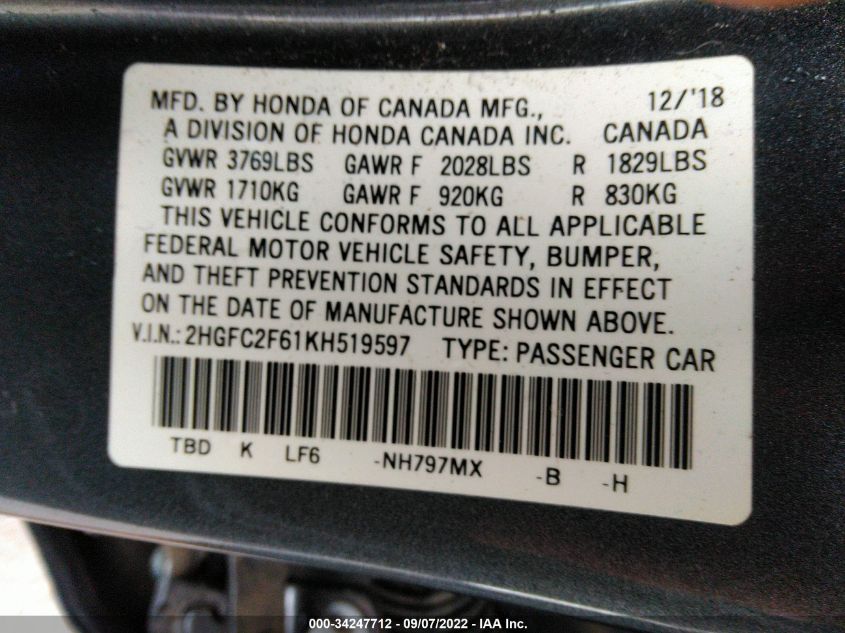 MFD. BY HONDA OF CANADA MFG., 12/'18
A DIVISION OF HONDA CANADA INC. CANADA
GVWR 3769LBS GAWR F 2028LBS R 1829LBS
GVWR 1710KG GAWR F 920KG R 830KG
THIS VEHICLE CONFORMS TO ALL APPLICABLE
FEDERAL MOTOR VEHICLE SAFETY, BUMPER,
AND THEFT PREVENTION STANDARDS IN EFFECT
ON THE DATE OF MANUFACTURE SHOWN ABOVE.
V.I.N.: 2HGFC2F61KH519597 TYPE: PASSENGER CAR
TBD K LF6 -NH797MX -B -H
000-34247712 - 09/07/2022 - IAA Inc.